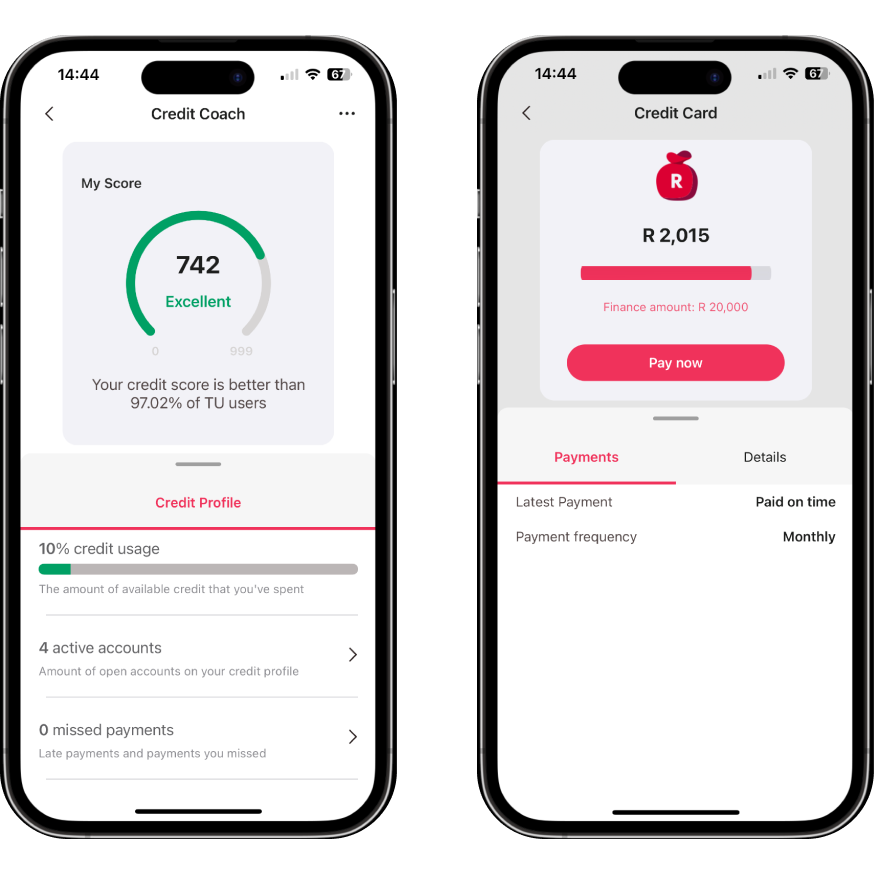 14:44
67
Credit Coach
My Score
742
Excellent
0 999
Your credit score is better than
97.02% of TU users
Credit Profile
10% credit usage
The amount of available credit that you've spent
4 active accounts
Amount of open accounts on your credit profile
0 missed payments
Late payments and payments you missed
14:44
67
Credit Card
R
R 2,015
Finance amount: R 20,000
Pay now
Payments Details
Latest Payment Paid on time
Payment frequency Monthly